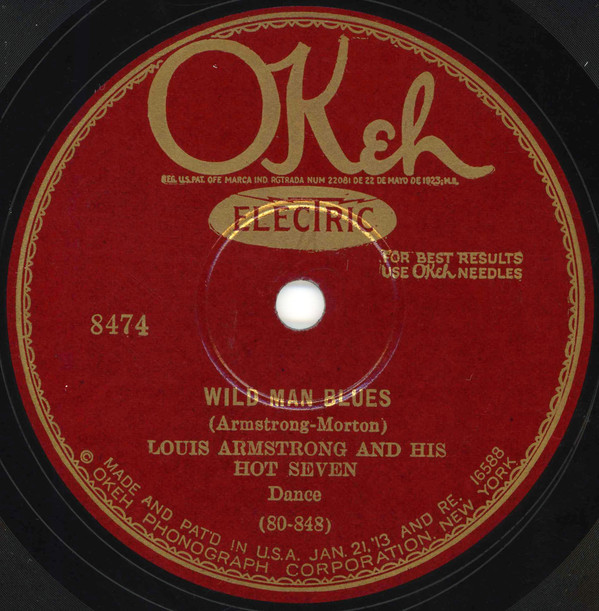 OKeh
REG. U.S. PAT. OFF. MARCA IND RGTRADA NUM 22081 DE 22 DE MAYO DE 1923; M.R.
ELECTRIC
FOR BEST RESULTS
USE OKeh NEEDLES
8474
WILD MAN BLUES
(Armstrong-Morton)
LOUIS ARMSTRONG AND HIS
HOT SEVEN
Dance
(80-848)
MADE AND PAT'D IN U.S.A. JAN. 21, '13 AND RE. 16588
© OKEH PHONOGRAPH CORPORATION, NEW YORK